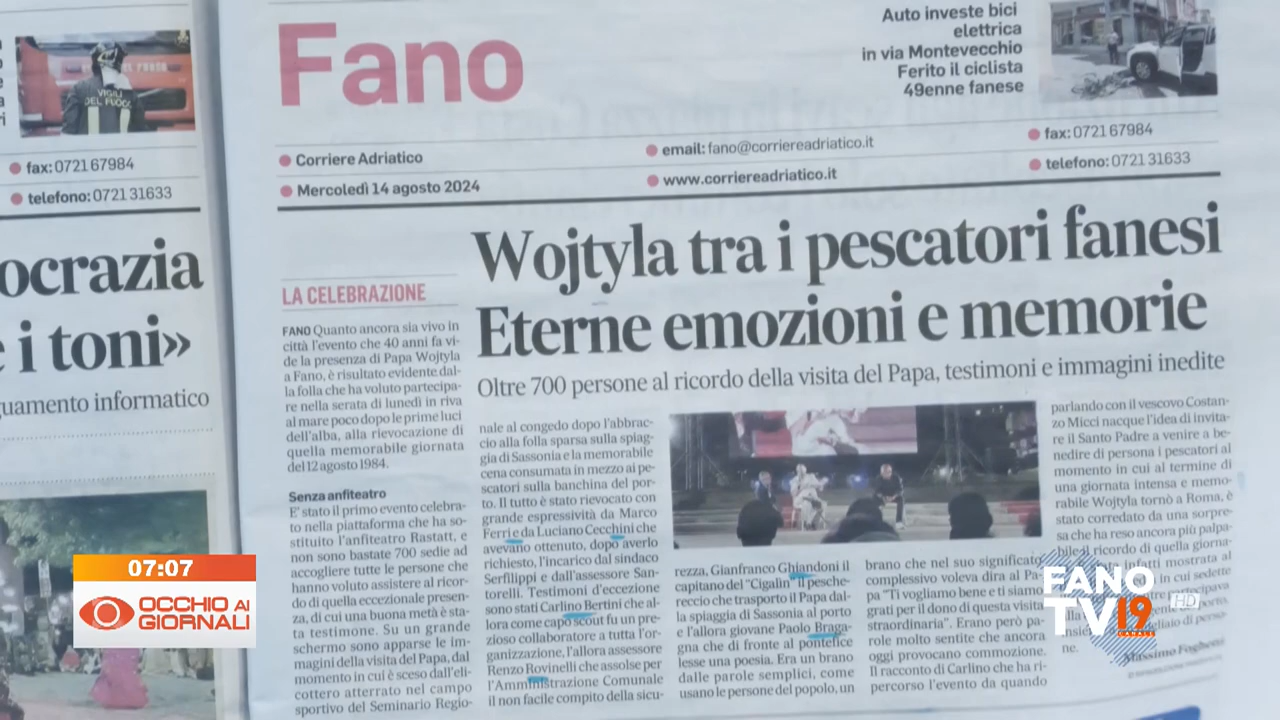 VIGILI
DEL FUOCO
fax: 0721 67984
telefono: 0721 31633
ocrazia
e i toni»
guamento informatico
Fano
Auto investe bici
elettrica
in via Montevecchio
Ferito il ciclista
49enne fanese
Corriere Adriatico
Mercoledì 14 agosto 2024
email: fano@corriereadriatico.it
www.corriereadriatico.it
fax: 0721 67984
telefono: 0721 31633
Wojtyla tra i pescatori fanesi
Eterne emozioni e memorie
Oltre 700 persone al ricordo della visita del Papa, testimoni e immagini inedite
LA CELEBRAZIONE
FANO Quanto ancora sia vivo in
città l'evento che 40 anni fa vi-
de la presenza di Papa Wojtyla
a Fano, è risultato evidente dal-
la folla che ha voluto partecipa-
re nella serata di lunedì in riva
al mare poco dopo le prime luci
dell'alba, alla rievocazione di
quella memorabile giornata
del 12 agosto 1984.
Senza anfiteatro
E' stato il primo evento celebra-
to nella piattaforma che ha so-
stituito l'anfiteatro Rastatt, e
non sono bastate 700 sedie ad
accogliere tutte le persone che
hanno voluto assistere al ricor-
do di quella eccezionale presen-
za, di cui una buona metà è sta-
ta testimone. Su un grande
schermo sono apparse le im-
magini della visita del Papa, dal
momento in cui è sceso dall'eli-
cottero atterrato nel campo
sportivo del Seminario Regio-
nale al congedo dopo l'abbrac-
cio alla folla sparsa sulla spiag-
gia di Sassonia e la memorabile
cena consumata in mezzo ai pe-
scatori sulla banchina del por-
to. Il tutto è stato rievocato con
grande espressività da Marco
Ferri e da Luciano Cecchini che
avevano ottenuto, dopo averlo
richiesto, l'incarico dal sindaco
Serfilippi e dall'assessore San-
torelli. Testimoni d'eccezione
sono stati Carlino Bertini che al-
lora come capo scout fu un pre-
zioso collaboratore a tutta l'or-
ganizzazione, l'allora assessore
Renzo Rovinelli che assolse per
l'Amministrazione Comunale
il non facile compito della sicu-
rezza, Gianfranco Ghiandoni il
capitano del "Cigalin" il pesche-
reccio che trasporto il Papa dal-
la spiaggia di Sassonia al porto
e l'allora giovane Paolo Braga-
gna che di fronte al pontefice
lesse una poesia. Era un brano
dalle parole semplici, come
usano le persone del popolo, un
brano che nel suo significato
complessivo voleva dira al Pa-
pa "Ti vogliamo bene e ti siamo
grati per il dono di questa visita
straordinaria". Erano però pa-
role molto sentite che ancora
oggi provocano commozione.
Il racconto di Carlino che ha ri-
percorso l'evento da quando
parlando con il vescovo Costan-
zo Micci nacque l'idea di invita-
re il Santo Padre a venire a be-
nedire di persona i pescatori al
momento in cui al termine di
una giornata intensa e memo-
rabile Wojtyla tornò a Roma, è
stato corredato da una sorpre-
sa che ha reso ancora più palpa-
bile il ricordo di quella giorna-
mostrata al
in cui sedette
ne.
Massimo Foghetti
07:07
OCCHIO AI
GIORNALI
FANO
TV 19
CANALE
HD